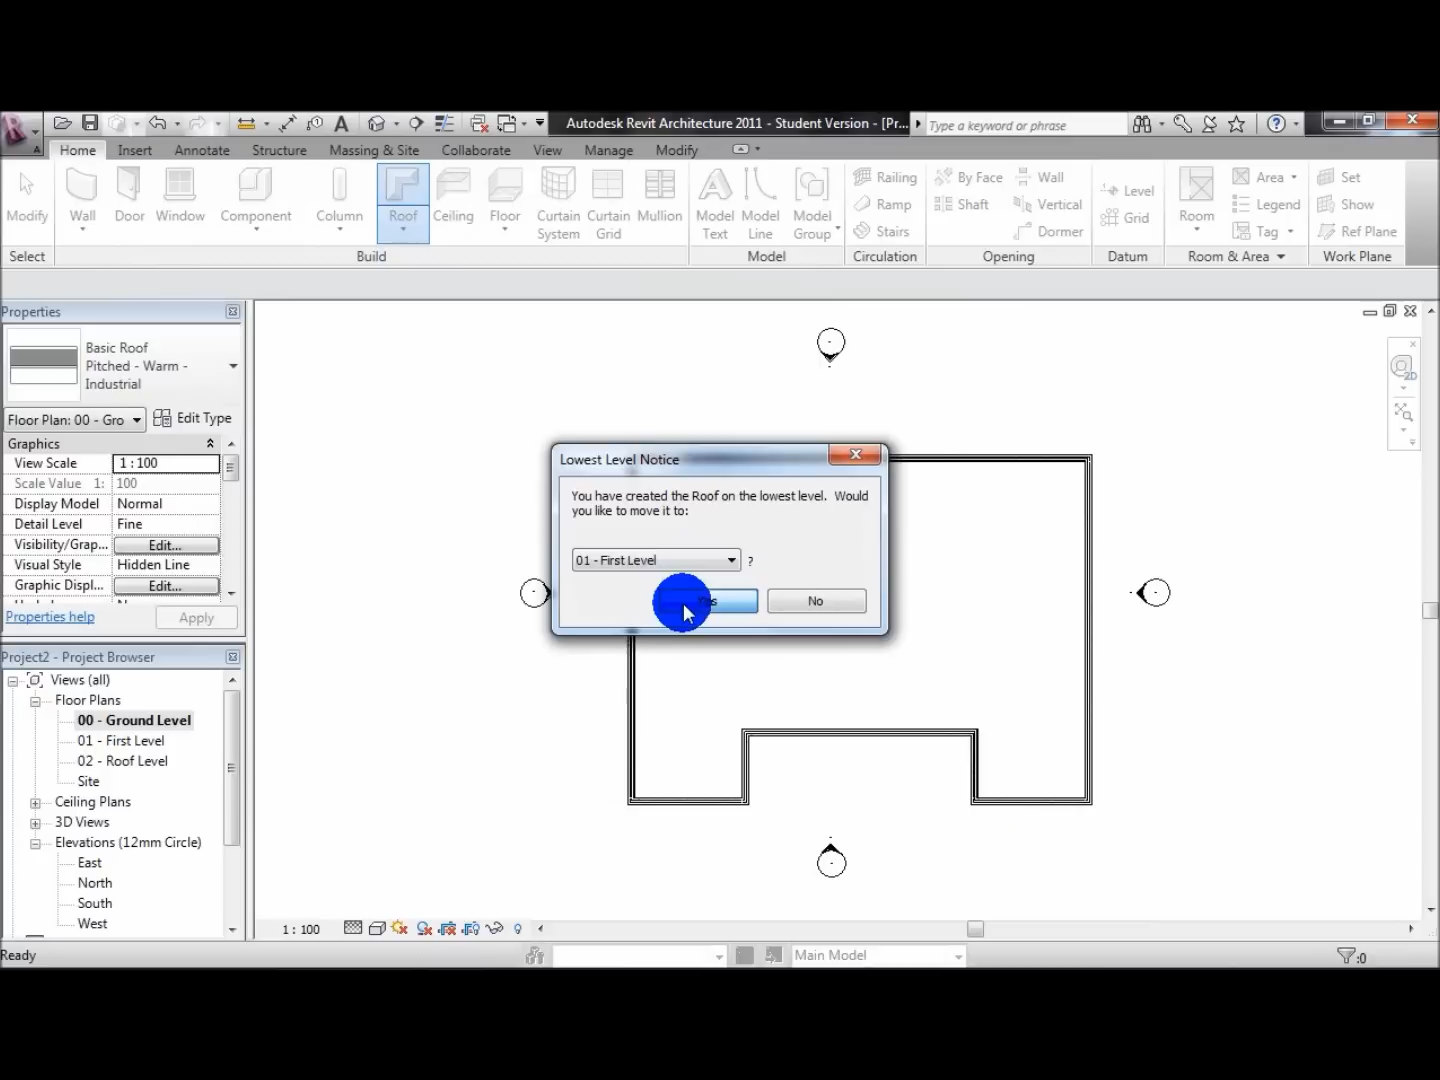 Autodesk Revit Architecture 2011 - Student Version - [Pr...
Type a keyword or phrase
Home Insert Annotate Structure Massing & Site Collaborate View Manage Modify
Modify
Wall
Door
Window
Component
Column
Roof
Ceiling
Floor
Curtain System
Curtain Grid
Mullion
Model Text
Model Line
Model Group
Railing
Ramp
Stairs
By Face
Shaft
Wall
Vertical
Dormer
Level
Grid
Room
Area
Legend
Tag
Set
Show
Ref Plane
Select Build Model Circulation Opening Datum Room & Area Work Plane
Properties
Basic Roof
Pitched - Warm -
Industrial
Floor Plan: 00 - Gro Edit Type
Graphics
View Scale 1 : 100
Scale Value 1: 100
Display Model Normal
Detail Level Fine
Visibility/Grap... Edit...
Visual Style Hidden Line
Graphic Displ... Edit...
Properties help Apply
Project2 - Project Browser
Views (all)
Floor Plans
00 - Ground Level
01 - First Level
02 - Roof Level
Site
Ceiling Plans
3D Views
Elevations (12mm Circle)
East
North
South
West
2D
Lowest Level Notice
You have created the Roof on the lowest level. Would
you like to move it to:
01 - First Level ?
No
1 : 100
Ready
Main Model
:0